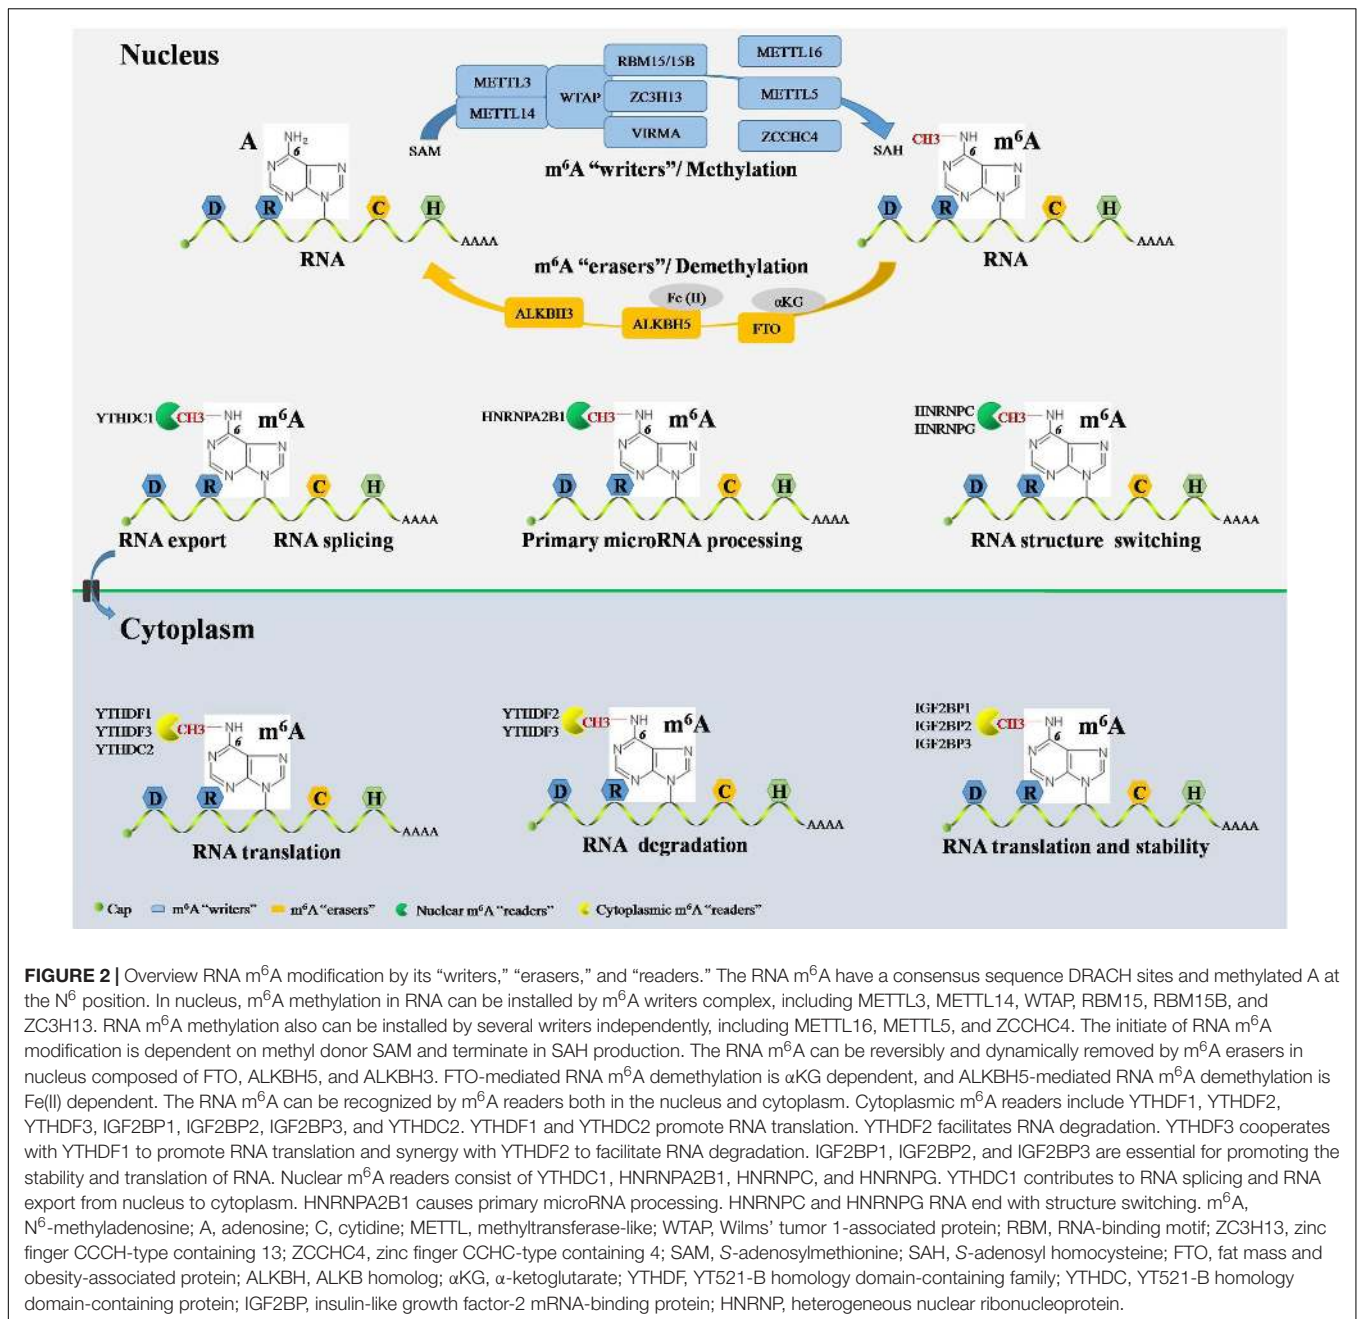 Nucleus
RBM15/15B
METTL16
METTL3
WTAP
ZC3H13
METTL5
METTL14
VIRMA
ZCCHC4
A
NH2
6
N
N
N
N
SAM
SAH
CH3
NH
m6A
6
N
N
N
N
m6A “writers”/ Methylation
D
R
C
H
AAAA
RNA
D
R
C
H
AAAA
RNA
m6A “erasers”/ Demethylation
Fe (II)
αKG
ALKBH3
ALKBH5
FTO
YTHDC1
CH3
NH
m6A
6
N
N
N
N
D
R
C
H
AAAA
RNA export
RNA splicing
HNRNPA2B1
CH3
NH
m6A
6
N
N
N
N
D
R
C
H
AAAA
Primary microRNA processing
HNRNPC
HNRNPG
CH3
NH
m6A
6
N
N
N
N
D
R
C
H
AAAA
RNA structure switching
Cytoplasm
YTHDF1
YTHDF3
YTHDC2
CH3
NH
m6A
6
N
N
N
N
D
R
C
H
AAAA
RNA translation
YTHDF2
YTHDF3
CH3
NH
m6A
6
N
N
N
N
D
R
C
H
AAAA
RNA degradation
IGF2BP1
IGF2BP2
IGF2BP3
CH3
NH
m6A
6
N
N
N
N
D
R
C
H
AAAA
RNA translation and stability
Cap
m6A “writers”
m6A “erasers”
Nuclear m6A “readers”
Cytoplasmic m6A “readers”
FIGURE 2 | Overview RNA m6A modification by its “writers,” “erasers,” and “readers.” The RNA m6A have a consensus sequence DRACH sites and methylated A at
the N6 position. In nucleus, m6A methylation in RNA can be installed by m6A writers complex, including METTL3, METTL14, WTAP, RBM15, RBM15B, and
ZC3H13. RNA m6A methylation also can be installed by several writers independently, including METTL16, METTL5, and ZCCHC4. The initiate of RNA m6A
modification is dependent on methyl donor SAM and terminate in SAH production. The RNA m6A can be reversibly and dynamically removed by m6A erasers in
nucleus composed of FTO, ALKBH5, and ALKBH3. FTO-mediated RNA m6A demethylation is αKG dependent, and ALKBH5-mediated RNA m6A demethylation is
Fe(II) dependent. The RNA m6A can be recognized by m6A readers both in the nucleus and cytoplasm. Cytoplasmic m6A readers include YTHDF1, YTHDF2,
YTHDF3, IGF2BP1, IGF2BP2, IGF2BP3, and YTHDC2. YTHDF1 and YTHDC2 promote RNA translation. YTHDF2 facilitates RNA degradation. YTHDF3 cooperates
with YTHDF1 to promote RNA translation and synergy with YTHDF2 to facilitate RNA degradation. IGF2BP1, IGF2BP2, and IGF2BP3 are essential for promoting the
stability and translation of RNA. Nuclear m6A readers consist of YTHDC1, HNRNPA2B1, HNRNPC, and HNRNPG. YTHDC1 contributes to RNA splicing and RNA
export from nucleus to cytoplasm. HNRNPA2B1 causes primary microRNA processing. HNRNPC and HNRNPG RNA end with structure switching. m6A,
N6-methyladenosine; A, adenosine; C, cytidine; METTL, methyltransferase-like; WTAP, Wilms’ tumor 1-associated protein; RBM, RNA-binding motif; ZC3H13, zinc
finger CCCH-type containing 13; ZCCHC4, zinc finger CCHC-type containing 4; SAM, S-adenosylmethionine; SAH, S-adenosyl homocysteine; FTO, fat mass and
obesity-associated protein; ALKBH, ALKB homolog; αKG, α-ketoglutarate; YTHDF, YT521-B homology domain-containing family; YTHDC, YT521-B homology
domain-containing protein; IGF2BP, insulin-like growth factor-2 mRNA-binding protein; HNRNP, heterogeneous nuclear ribonucleoprotein.